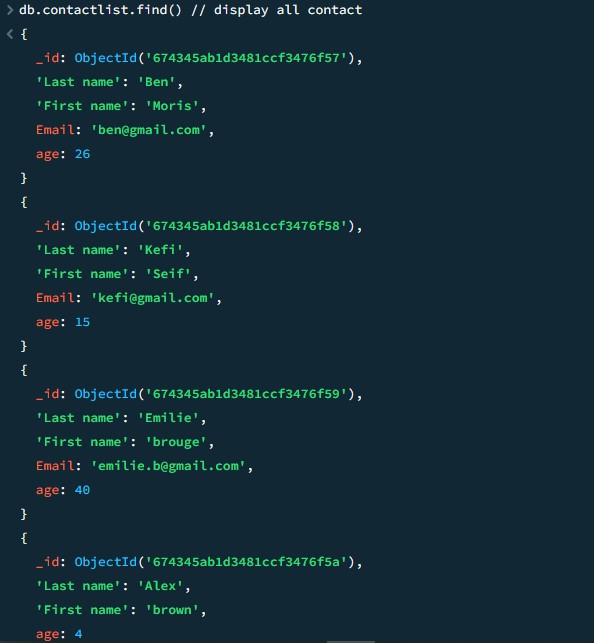 > db.contactlist.find() // display all contact
< {
_id: ObjectId('674345ab1d3481ccf3476f57'),
'Last name': 'Ben',
'First name': 'Moris',
Email: 'ben@gmail.com',
age: 26
}
{
_id: ObjectId('674345ab1d3481ccf3476f58'),
'Last name': 'Kefi',
'First name': 'Seif',
Email: 'kefi@gmail.com',
age: 15
}
{
_id: ObjectId('674345ab1d3481ccf3476f59'),
'Last name': 'Emilie',
'First name': 'brouge',
Email: 'emilie.b@gmail.com',
age: 40
}
{
_id: ObjectId('674345ab1d3481ccf3476f5a'),
'Last name': 'Alex',
'First name': 'brown',
age: 4